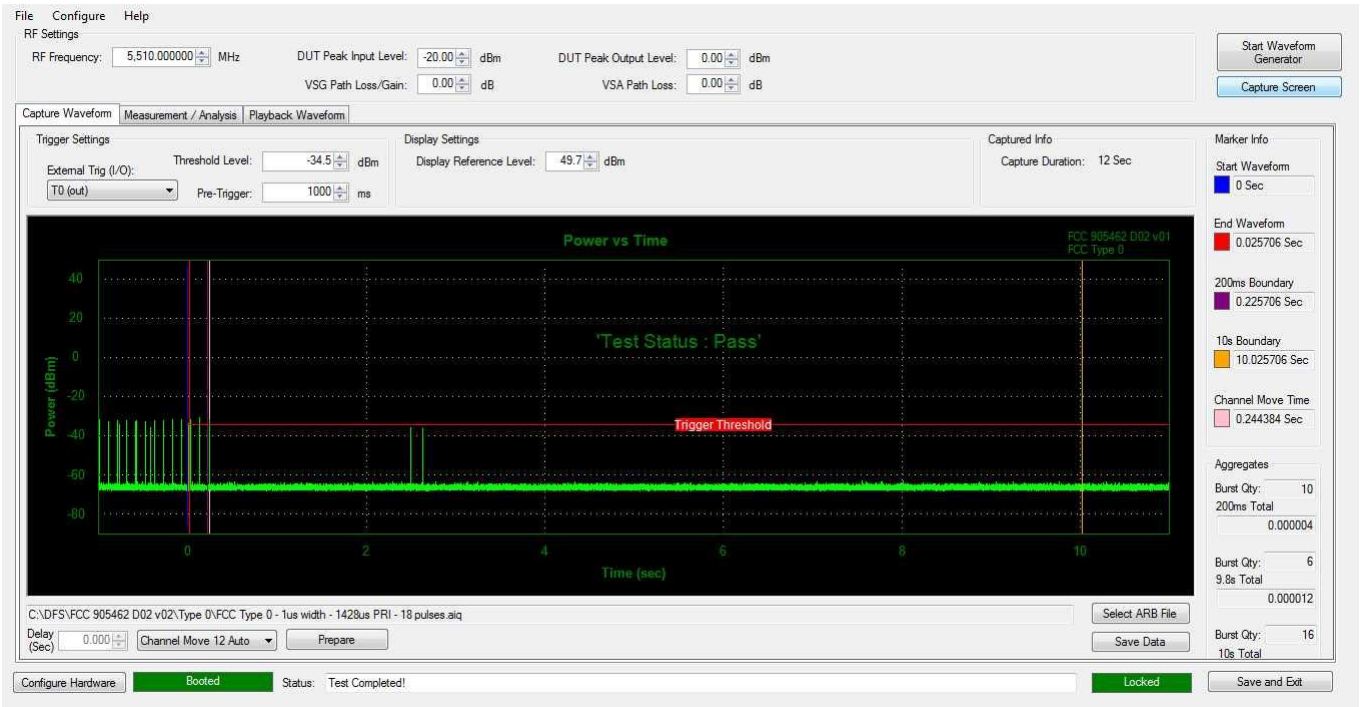 File Configure Help
RF Settings
RF Frequency: 5,510.000000 MHz DUT Peak Input Level: -20.00 dBm DUT Peak Output Level: 0.00 dBm
VSG Path Loss/Gain: 0.00 dB VSA Path Loss: 0.00 dB
Start Waveform
Generator
Capture Screen
Capture Waveform Measurement / Analysis Playback Waveform
Trigger Settings
External Trig (I/O):
T0 (out)
Threshold Level: -34.5 dBm
Pre-Trigger: 1000 ms
Display Settings
Display Reference Level: 49.7 dBm
Captured Info
Capture Duration: 12 Sec
Power vs Time
FCC 905462 D02 v01
FCC Type 0
'Test Status : Pass'
Trigger Threshold
Power (dBm)
40
20
0
-20
-40
-60
-80
0 2 4 6 8 10
Time (sec)
Marker Info
Start Waveform
0 Sec
End Waveform
0.025706 Sec
200ms Boundary
0.225706 Sec
10s Boundary
10.025706 Sec
Channel Move Time
0.244384 Sec
Aggregates
Burst Qty: 10
200ms Total
0.000004
Burst Qty: 6
9.8s Total
0.000012
Burst Qty: 16
10s Total
C:\DFS\FCC 905462 D02 v02\Type 0\FCC Type 0 - 1us width - 1428us PRI - 18 pulses.aiq
Select ARB File
Delay
(Sec) 0.000 Channel Move 12 Auto Prepare Save Data
Configure Hardware Booted Status: Test Completed! Locked Save and Exit